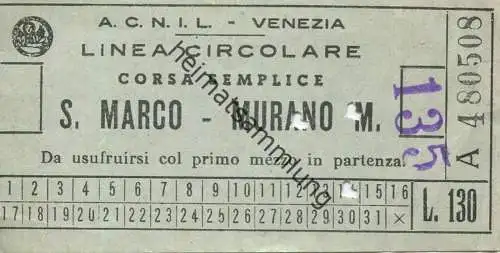 A.C.N.I.L. - VENEZIA
LINEA CIRCOLARE
CORSA SEMPLICE
S. MARCO - MURANO M.
Da usufruirsi col primo mezzo in partenza.
1 2 3 4 5 6 7 8 9 10 11 12 13 14 15 16
17 18 19 20 21 22 23 24 25 26 27 28 29 30 31 ×
L. 130
135
A 480508
heimatsammlung